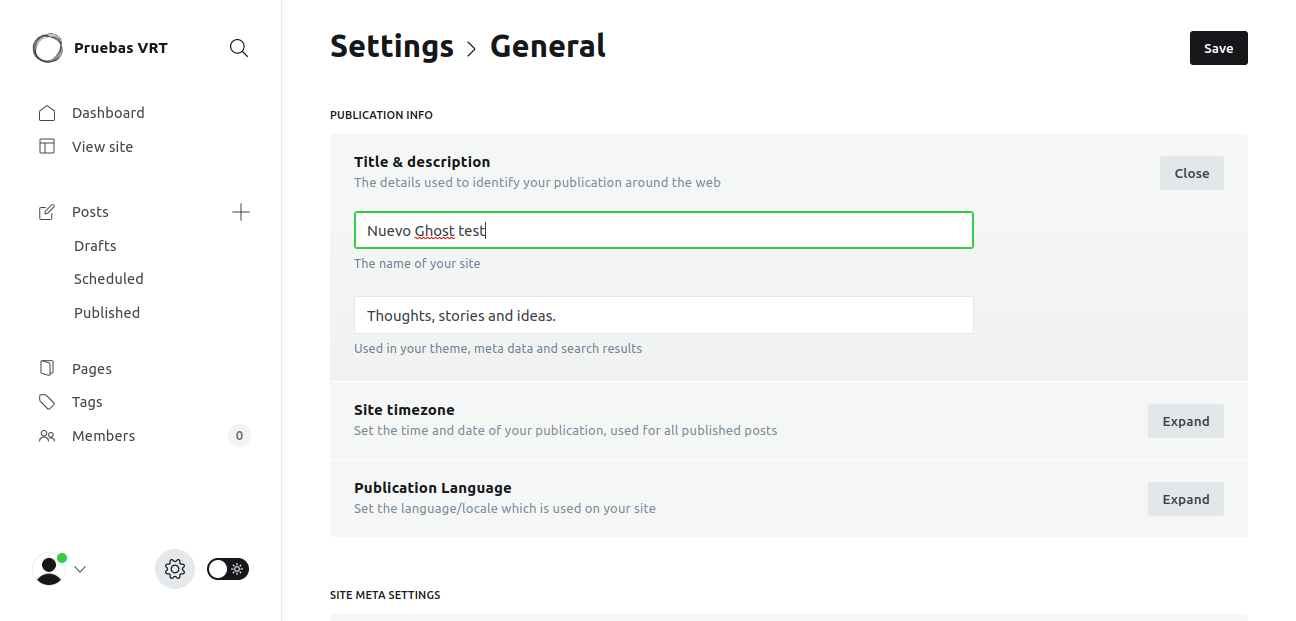 Pruebas VRT
Dashboard
View site
Posts
Drafts
Scheduled
Published
Pages
Tags
Members 0
Settings > General
Save
PUBLICATION INFO
Title & description
The details used to identify your publication around the web
Close
Nuevo Ghost test
The name of your site
Thoughts, stories and ideas.
Used in your theme, meta data and search results
Site timezone
Set the time and date of your publication, used for all published posts
Expand
Publication Language
Set the language/locale which is used on your site
Expand
SITE META SETTINGS